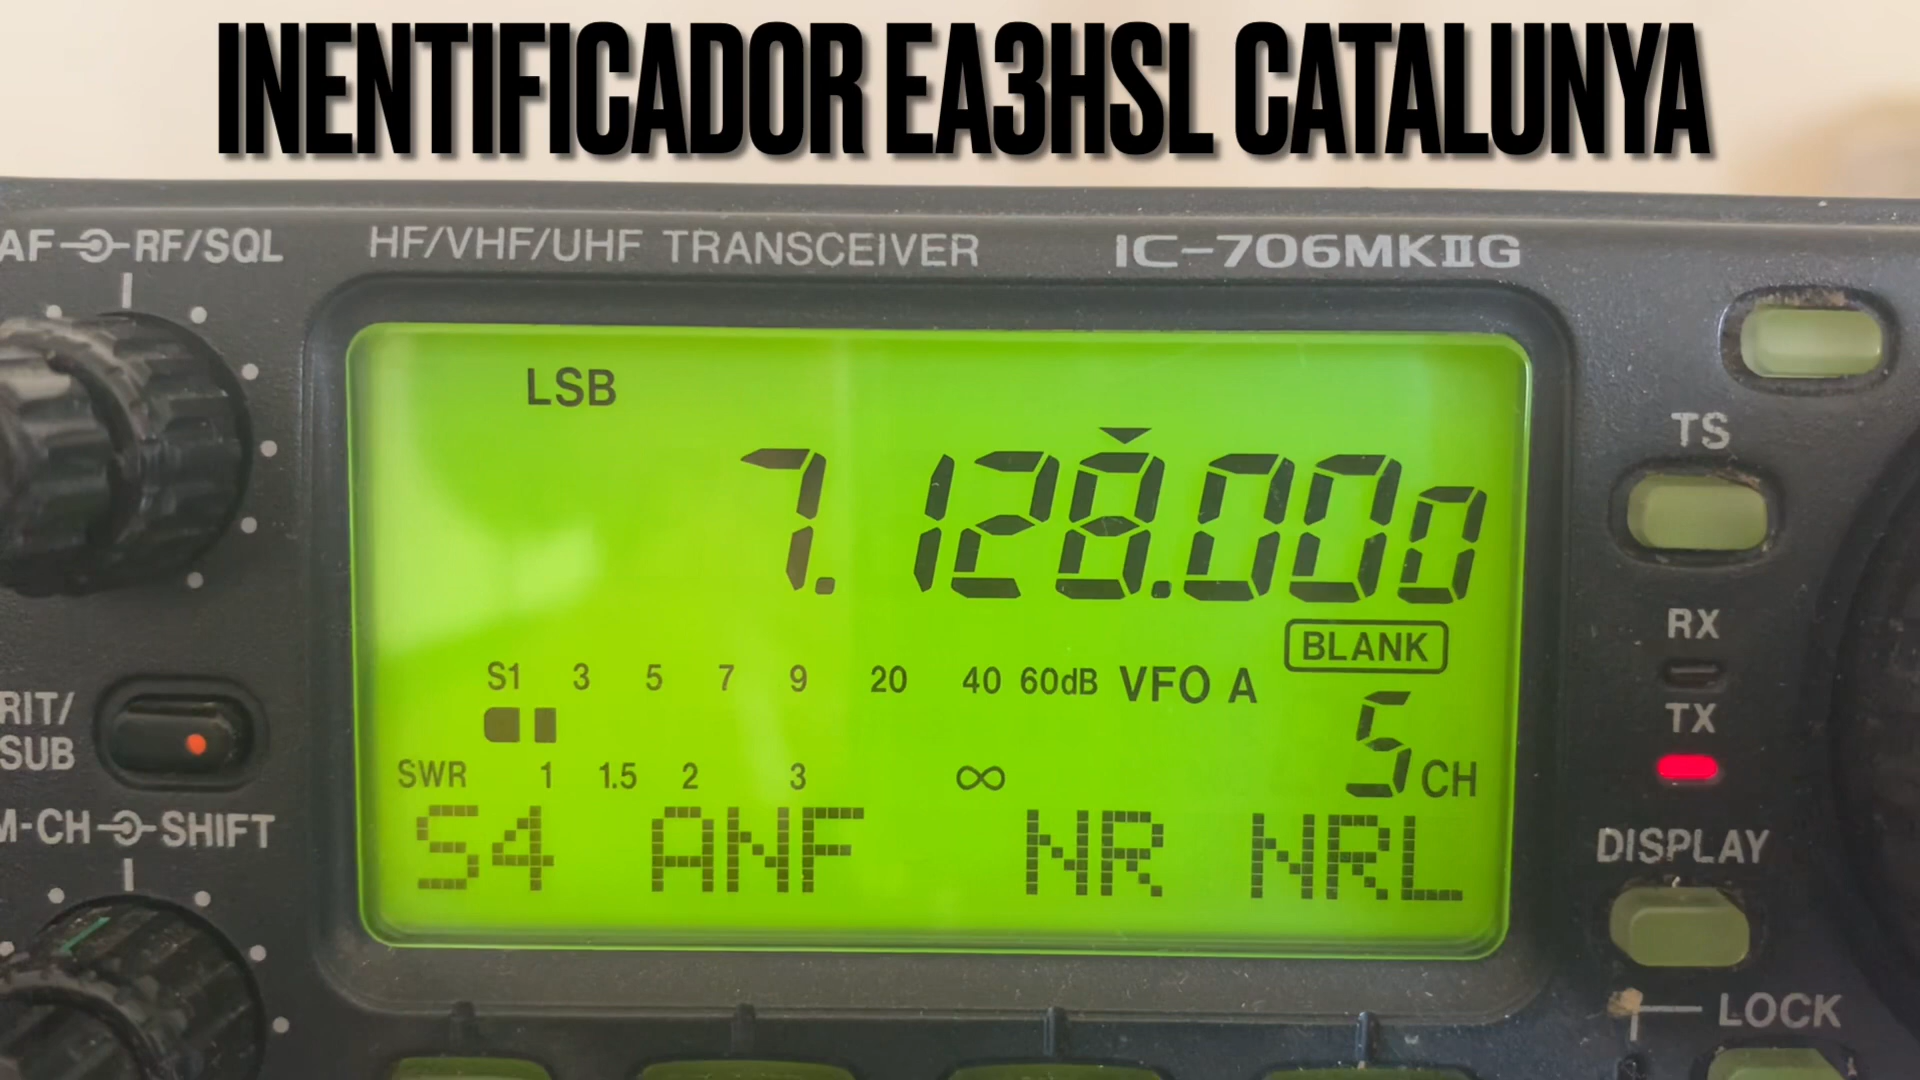 INENTIFICADOR EA3HSL CATALUNYA
AF RF/SQL HF/VHF/UHF TRANSCEIVER IC-706MKIIG
LSB
TS
7.128.000
BLANK
RX
S1 3 5 7 9 20 40 60dB VFO A
RIT/
SUB
TX
5 CH
SWR 1 1.5 2 3 ∞
M-CH SHIFT
S4 ANF NR NRL
DISPLAY
LOCK